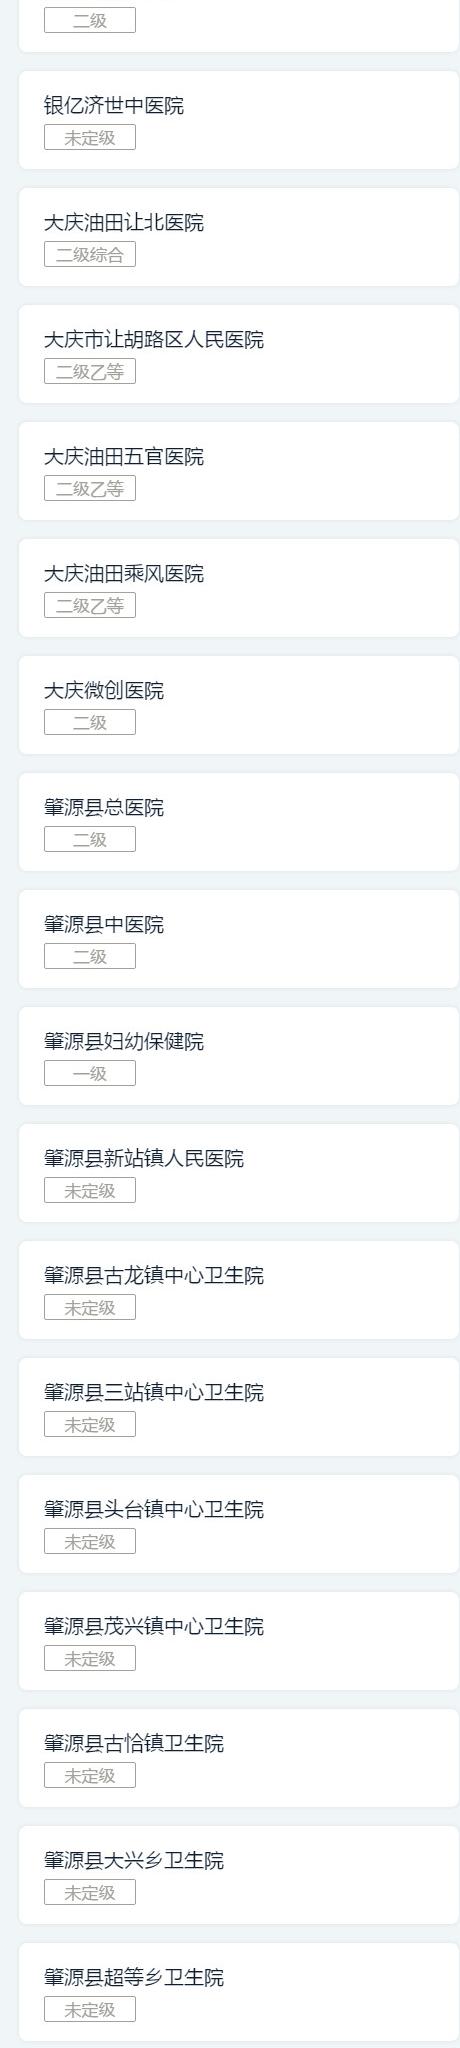 二级
银亿济世中医院
未定级
大庆油田让北医院
二级综合
大庆市让胡路区人民医院
二级乙等
大庆油田五官医院
二级乙等
大庆油田乘风医院
二级乙等
大庆微创医院
二级
肇源县总医院
二级
肇源县中医院
二级
肇源县妇幼保健院
一级
肇源县新站镇人民医院
未定级
肇源县古龙镇中心卫生院
未定级
肇源县三站镇中心卫生院
未定级
肇源县头台镇中心卫生院
未定级
肇源县茂兴镇中心卫生院
未定级
肇源县古恰镇卫生院
未定级
肇源县大兴乡卫生院
未定级
肇源县超等乡卫生院
未定级